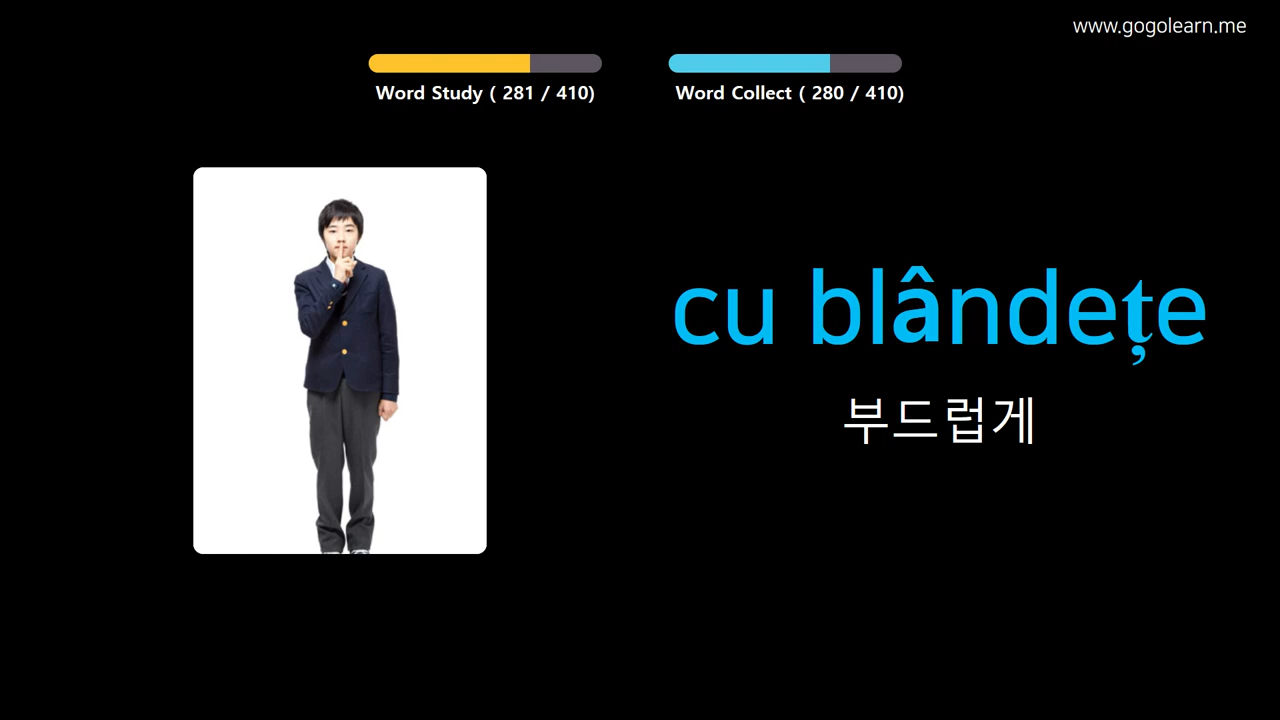 www.gogolearn.me
Word Study ( 281 / 410)
Word Collect ( 280 / 410)
cu blândețe
부드럽게